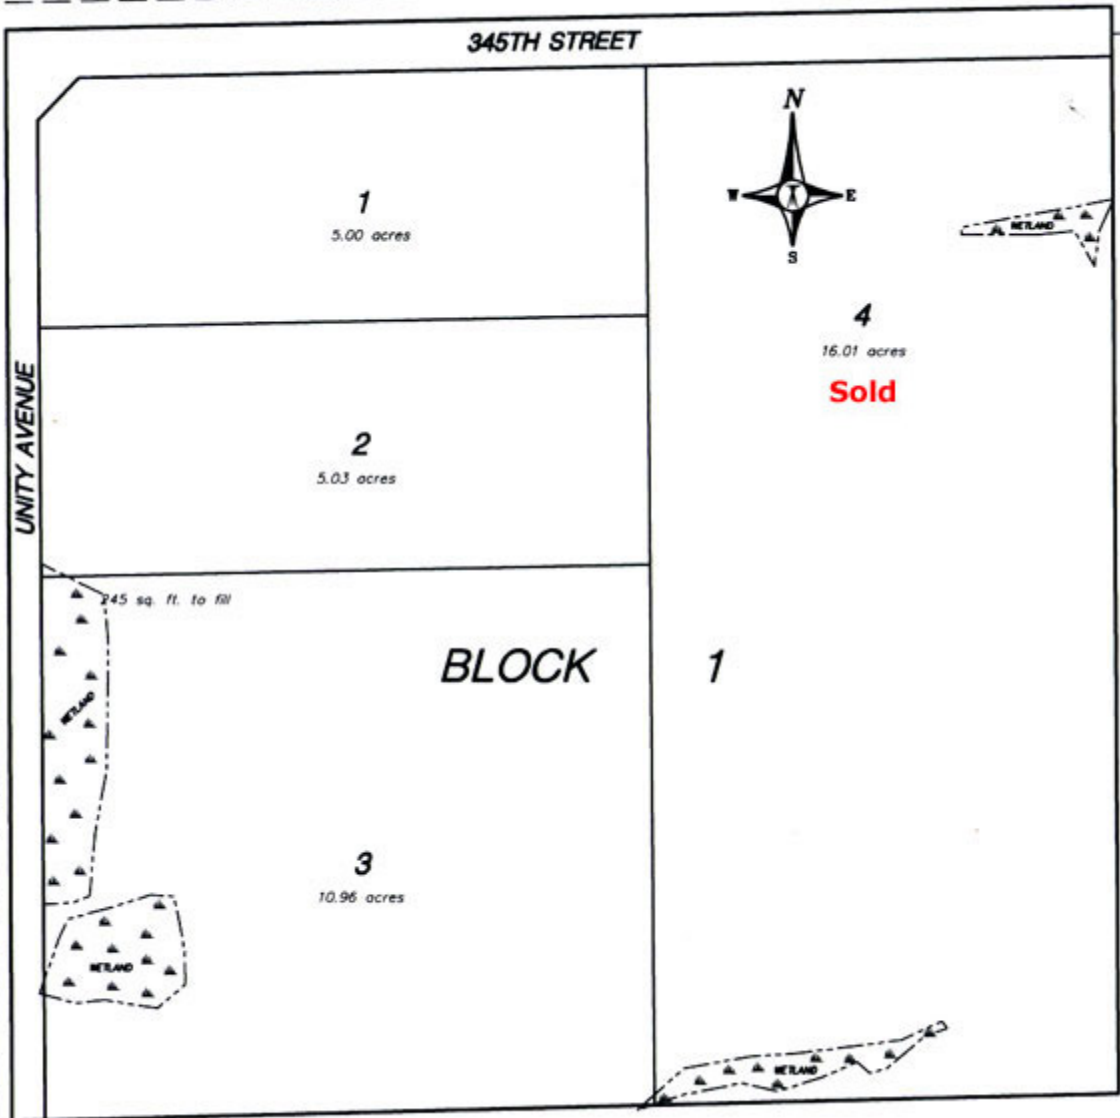 345TH STREET
N
W
E
S
1
5.00 acres
WETLAND
4
16.01 acres
Sold
UNITY AVENUE
2
5.03 acres
245 sq. ft. to fill
BLOCK 1
WETLAND
3
10.96 acres
WETLAND
WETLAND